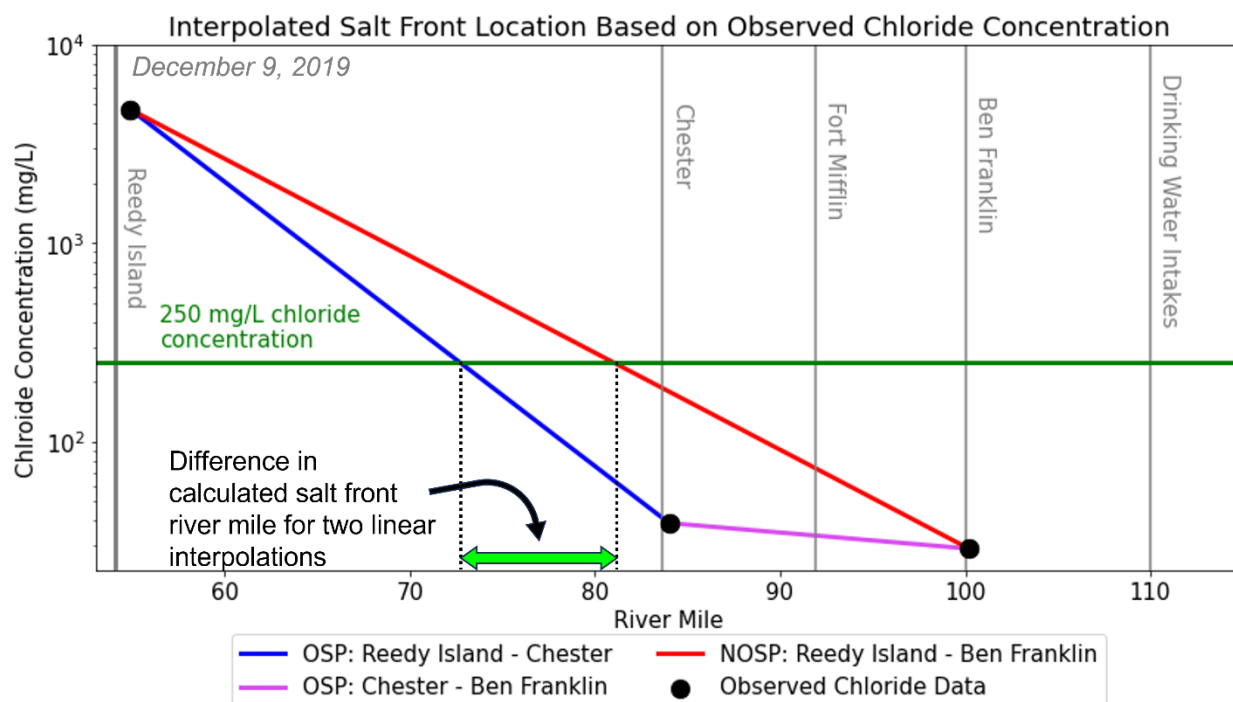 Interpolated Salt Front Location Based on Observed Chloride Concentration
December 9, 2019
Chlroide Concentration (mg/L)
10^4
10^3
10^2
Reedy Island
Chester
Fort Mifflin
Ben Franklin
Drinking Water Intakes
250 mg/L chloride
concentration
Difference in
calculated salt front
river mile for two linear
interpolations
60
70
80
90
100
110
River Mile
OSP: Reedy Island - Chester
OSP: Chester - Ben Franklin
NOSP: Reedy Island - Ben Franklin
Observed Chloride Data